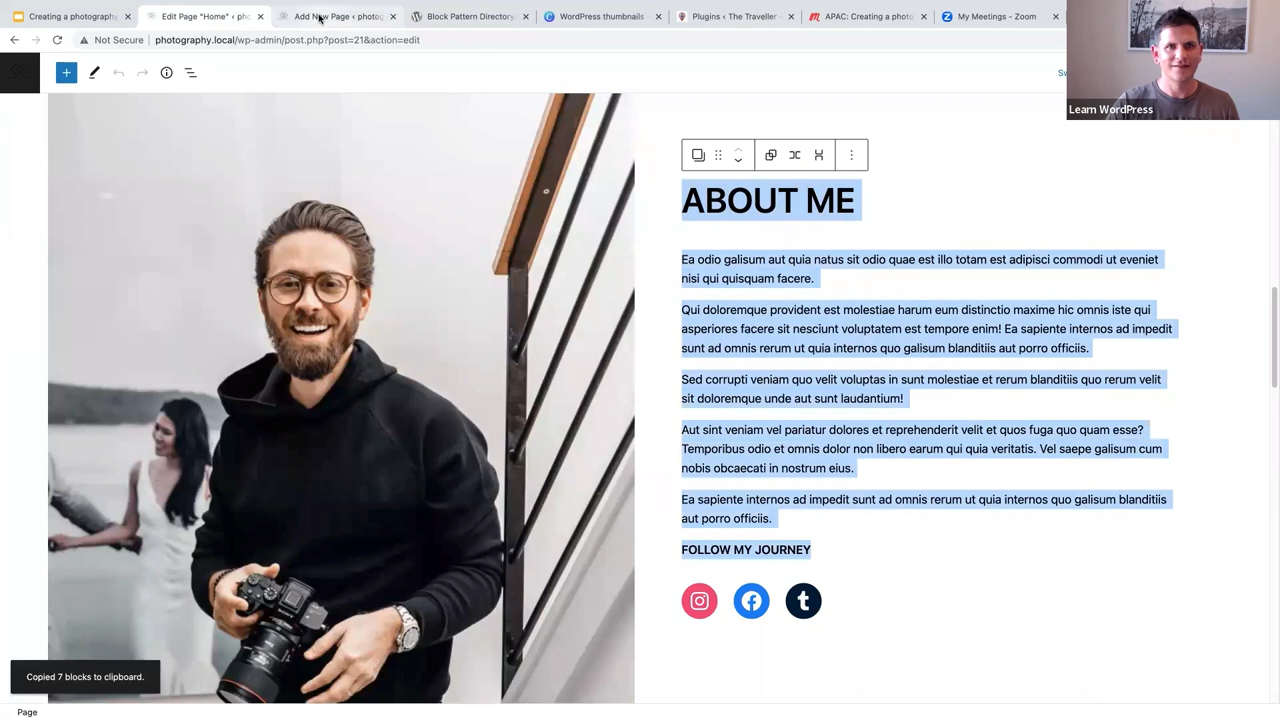 Creating a photography
Edit Page "Home" ‹ pho
Add New Page ‹ photog
Block Pattern Directory
WordPress thumbnails -
Plugins ‹ The Traveller –
APAC: Creating a photo
My Meetings - Zoom
Not Secure
photography.local/wp-admin/post.php?post=21&action=edit
Learn WordPress
ABOUT ME
Ea odio galisum aut quia natus sit odio quae est illo totam est adipisci commodi ut eveniet
nisi qui quisquam facere.
Qui doloremque provident est molestiae harum eum distinctio maxime hic omnis iste qui
asperiores facere sit nesciunt voluptatem est tempore enim! Ea sapiente internos ad impedit
sunt ad omnis rerum ut quia internos quo galisum blanditiis aut porro officiis.
Sed corrupti veniam quo velit voluptas in sunt molestiae et rerum blanditiis quo rerum velit
sit doloremque unde aut sunt laudantium!
Aut sint veniam vel pariatur dolores et reprehenderit velit et quos fuga quo quam esse?
Temporibus odio et omnis dolor non libero earum qui quia veritatis. Vel saepe galisum cum
nobis obcaecati in nostrum eius.
Ea sapiente internos ad impedit sunt ad omnis rerum ut quia internos quo galisum blanditiis
aut porro officiis.
FOLLOW MY JOURNEY
Copied 7 blocks to clipboard.
Page